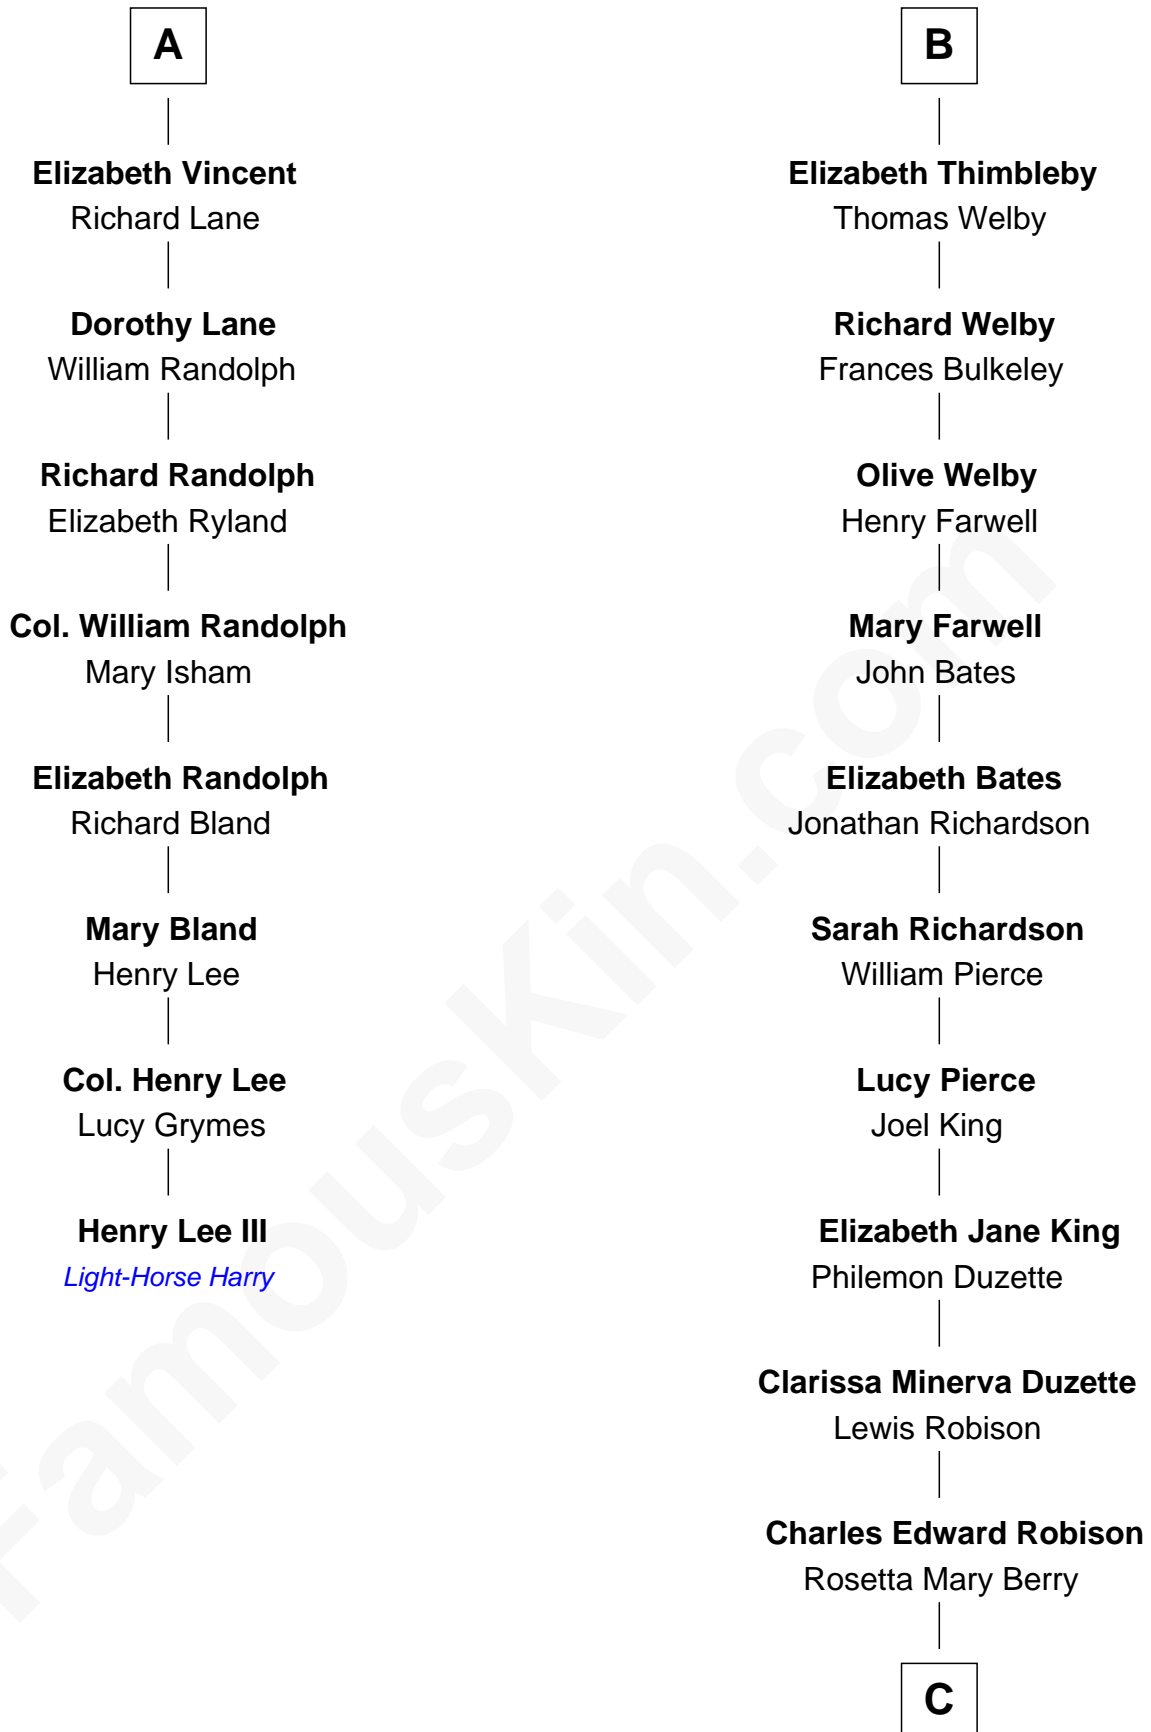 A
Elizabeth Vincent
Richard Lane
Dorothy Lane
William Randolph
Richard Randolph
Elizabeth Ryland
Col. William Randolph
Mary Isham
Elizabeth Randolph
Richard Bland
Mary Bland
Henry Lee
Col. Henry Lee
Lucy Grymes
Henry Lee III
Light-Horse Harry
B
Elizabeth Thimbleby
Thomas Welby
Richard Welby
Frances Bulkeley
Olive Welby
Henry Farwell
Mary Farwell
John Bates
Elizabeth Bates
Jonathan Richardson
Sarah Richardson
William Pierce
Lucy Pierce
Joel King
Elizabeth Jane King
Philemon Duzette
Clarissa Minerva Duzette
Lewis Robison
Charles Edward Robison
Rosetta Mary Berry
C
FamousKin.com